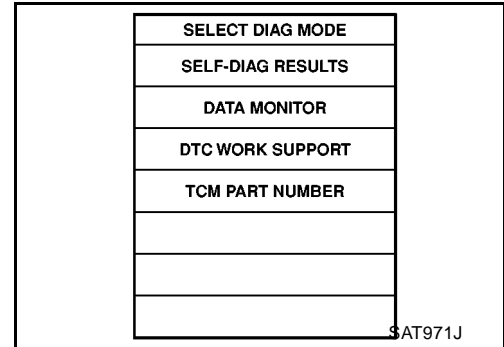 SELECT DIAG MODE
SELF-DIAG RESULTS
DATA MONITOR
DTC WORK SUPPORT
TCM PART NUMBER
SAT971J